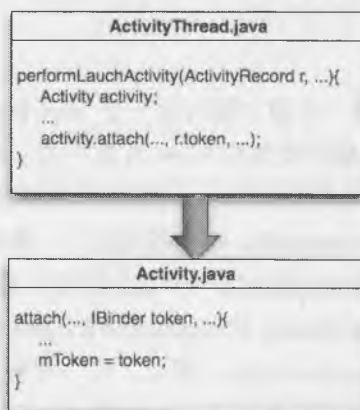 ActivityThread.java
performLauchActivity(ActivityRecord r, ...){
Activity activity;
...
activity.attach(..., r.token, ...);
}
Activity.java
attach(..., IBinder token, ...){
...
mToken = token;
}